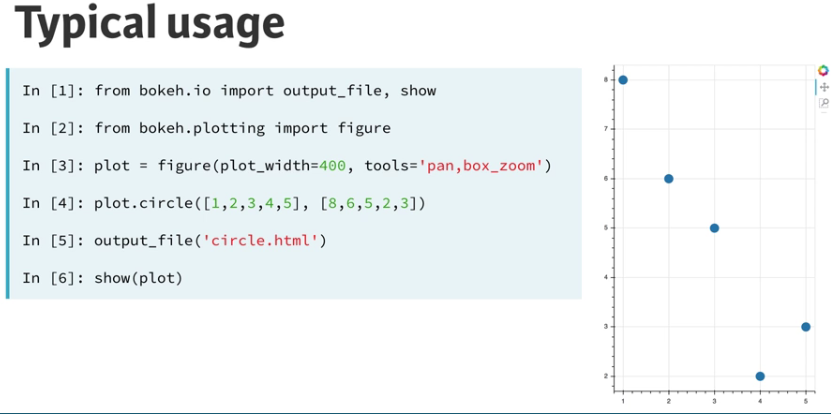 Typical usage
In [1]: from bokeh.io import output_file, show
In [2]: from bokeh.plotting import figure
In [3]: plot = figure(plot_width=400, tools='pan,box_zoom')
In [4]: plot.circle([1,2,3,4,5], [8,6,5,2,3])
In [5]: output_file('circle.html')
In [6]: show(plot)
8
7
6
5
4
3
2
1 2 3 4 5